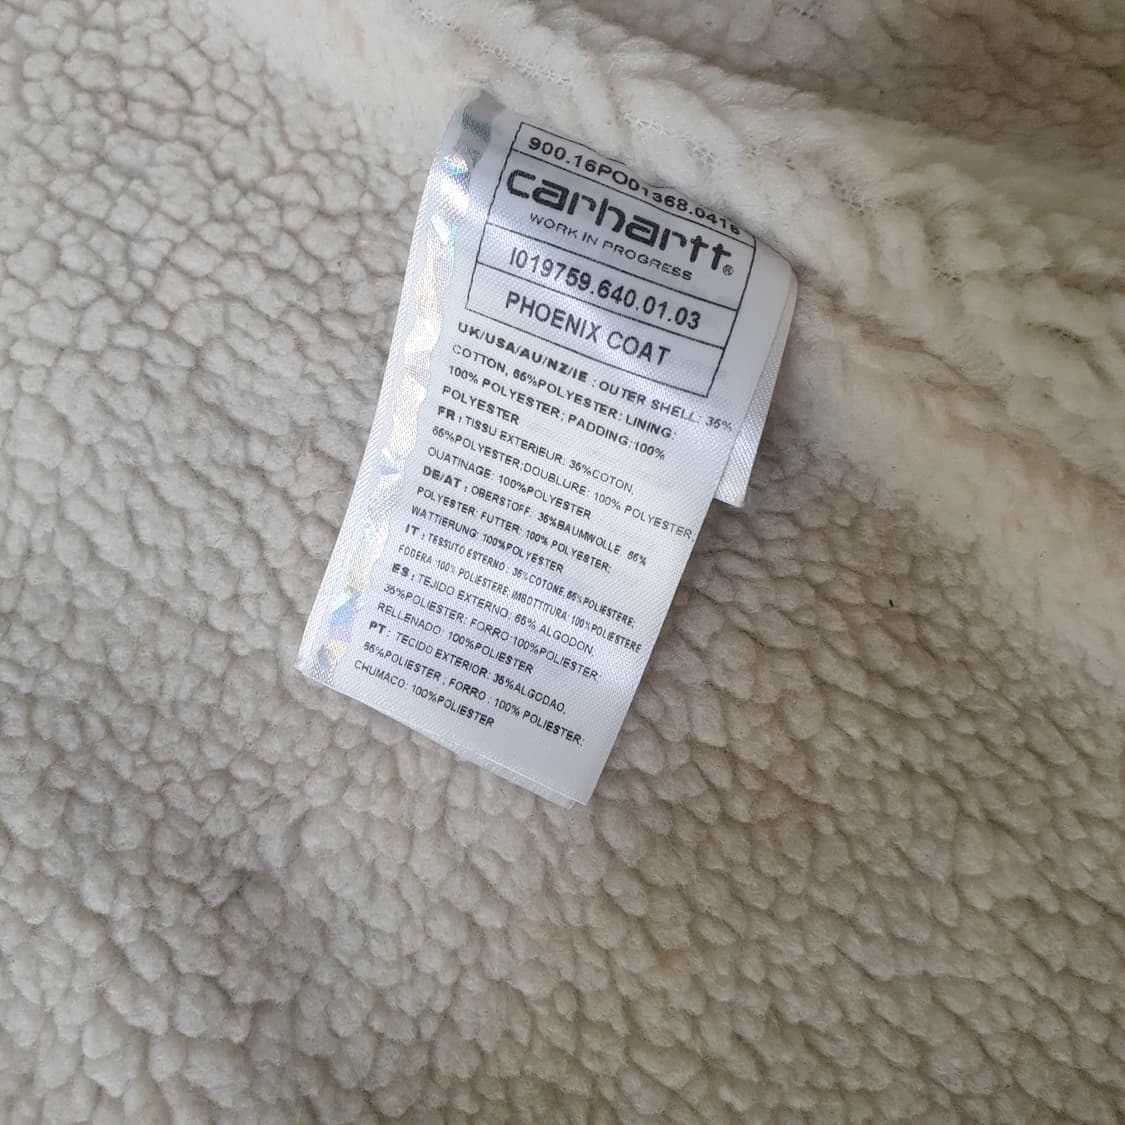 900.16PO01368.0416
carhartt®
WORK IN PROGRESS
I019759.640.01.03
PHOENIX COAT
UK/USA/AU/NZ/IE : OUTER SHELL: 35%
COTTON, 65%POLYESTER; LINING:
100% POLYESTER; PADDING:100%
POLYESTER
FR : TISSU EXTERIEUR: 35%COTON,
65%POLYESTER;DOUBLURE: 100% POLYESTER;
OUATINAGE: 100%POLYESTER
DE/AT : OBERSTOFF: 35%BAUMWOLLE 65%
POLYESTER; FUTTER: 100% POLYESTER;
WATTIERUNG: 100%POLYESTER
IT : TESSUTO ESTERNO : 35%COTONE,65%POLIESTERE;
FODERA:100% POLIESTERE; IMBOTTITURA: 100%POLIESTERE
ES : TEJIDO EXTERNO: 65% ALGODON,
35%POLIESTER; FORRO:100%POLIESTER;
RELLENADO: 100%POLIESTER
PT : TECIDO EXTERIOR: 35%ALGODAO,
65%POLIESTER ; FORRO : 100% POLIESTER;
CHUMACO: 100%POLIESTER